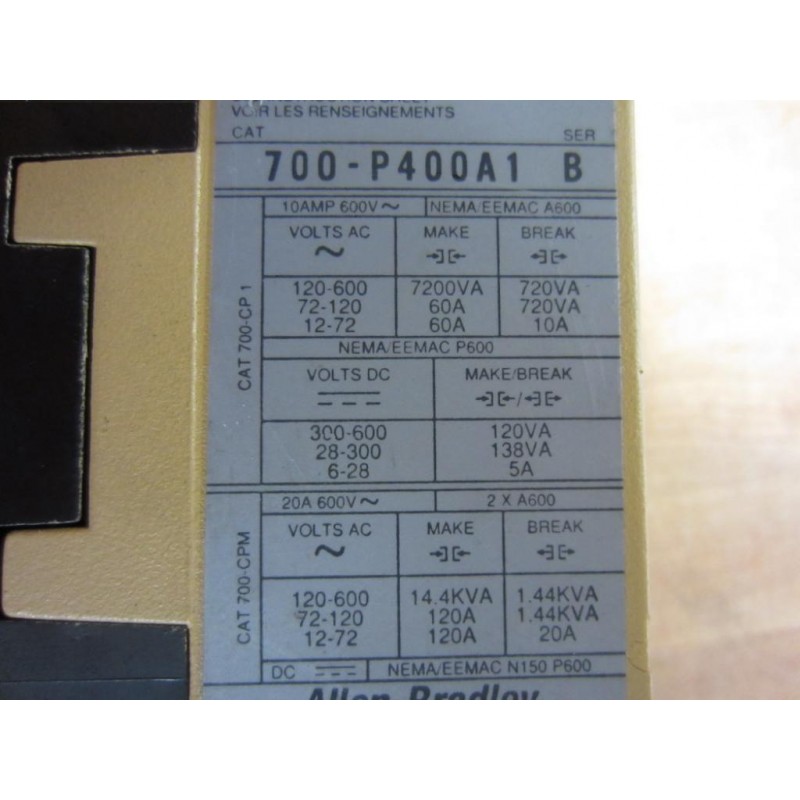 VOIR LES RENSEIGNEMENTS
CAT SER
700-P400A1 B
10AMP 600V~ NEMA/EEMAC A600
VOLTS AC MAKE BREAK
~
120-600 7200VA 720VA
72-120 60A 720VA
12-72 60A 10A
CAT 700-CP1
NEMA/EEMAC P600
VOLTS DC MAKE/BREAK
/
300-600 120VA
28-300 138VA
6-28 5A
20A 600V~ 2 X A600
VOLTS AC MAKE BREAK
~
120-600 14.4KVA 1.44KVA
72-120 120A 1.44KVA
12-72 120A 20A
CAT 700-CPM
DC NEMA/EEMAC N150 P600
Allen-Bradley